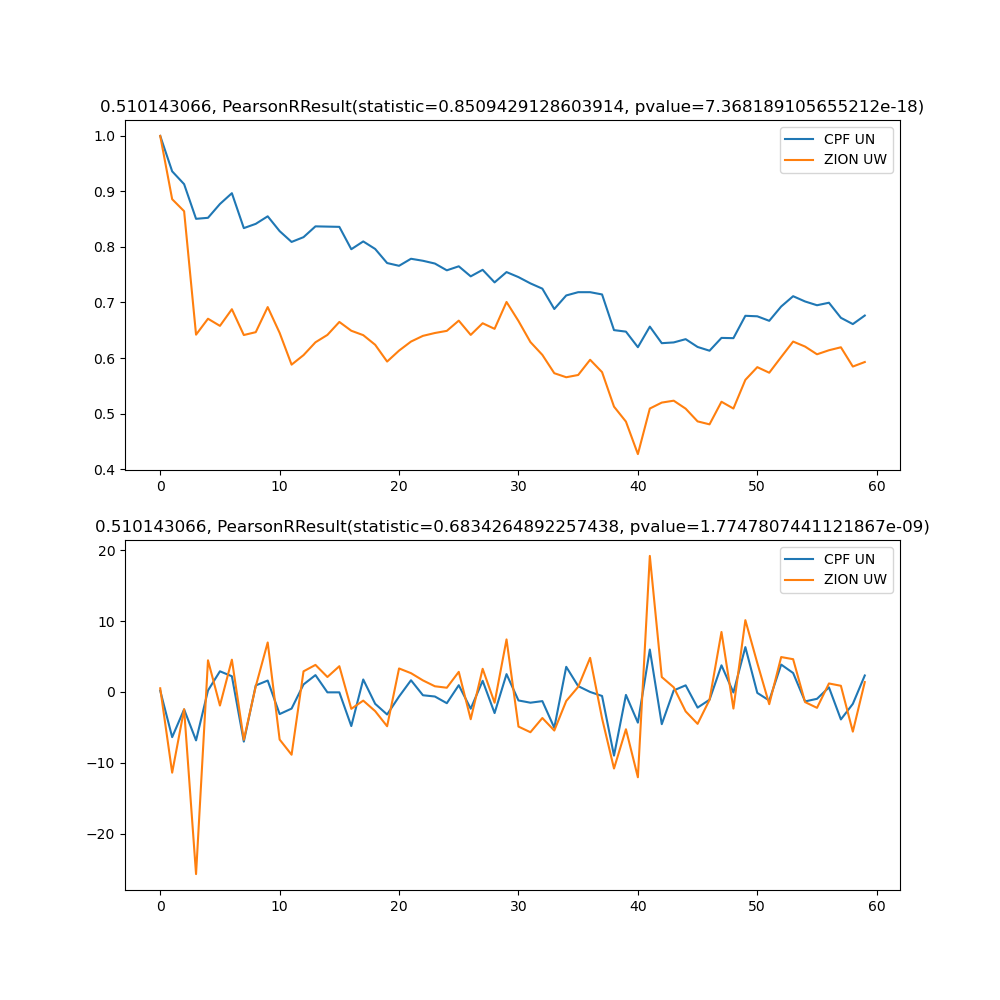 0.510143066, PearsonRResult(statistic=0.8509429128603914, pvalue=7.368189105655212e-18)
CPF UN
ZION UW
1.0
0.9
0.8
0.7
0.6
0.5
0.4
0 10 20 30 40 50 60
0.510143066, PearsonRResult(statistic=0.6834264892257438, pvalue=1.7747807441121867e-09)
CPF UN
ZION UW
20
10
0
−10
−20
0 10 20 30 40 50 60